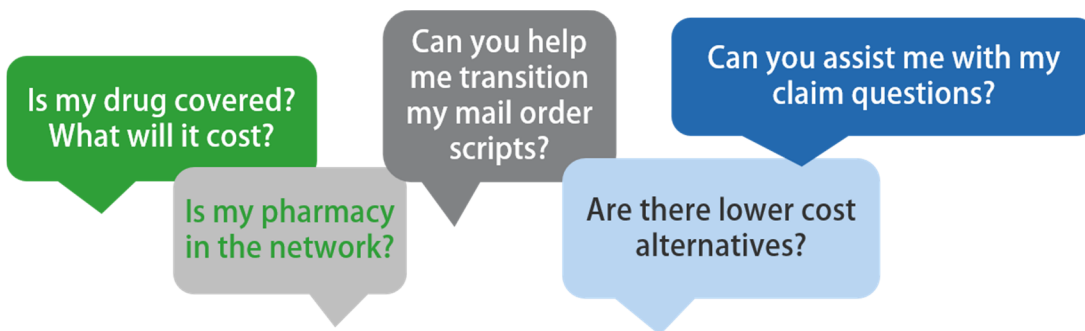 Is my drug covered?
What will it cost?
Is my pharmacy
in the network?
Can you help
me transition
my mail order
scripts?
Are there lower cost
alternatives?
Can you assist me with my
claim questions?